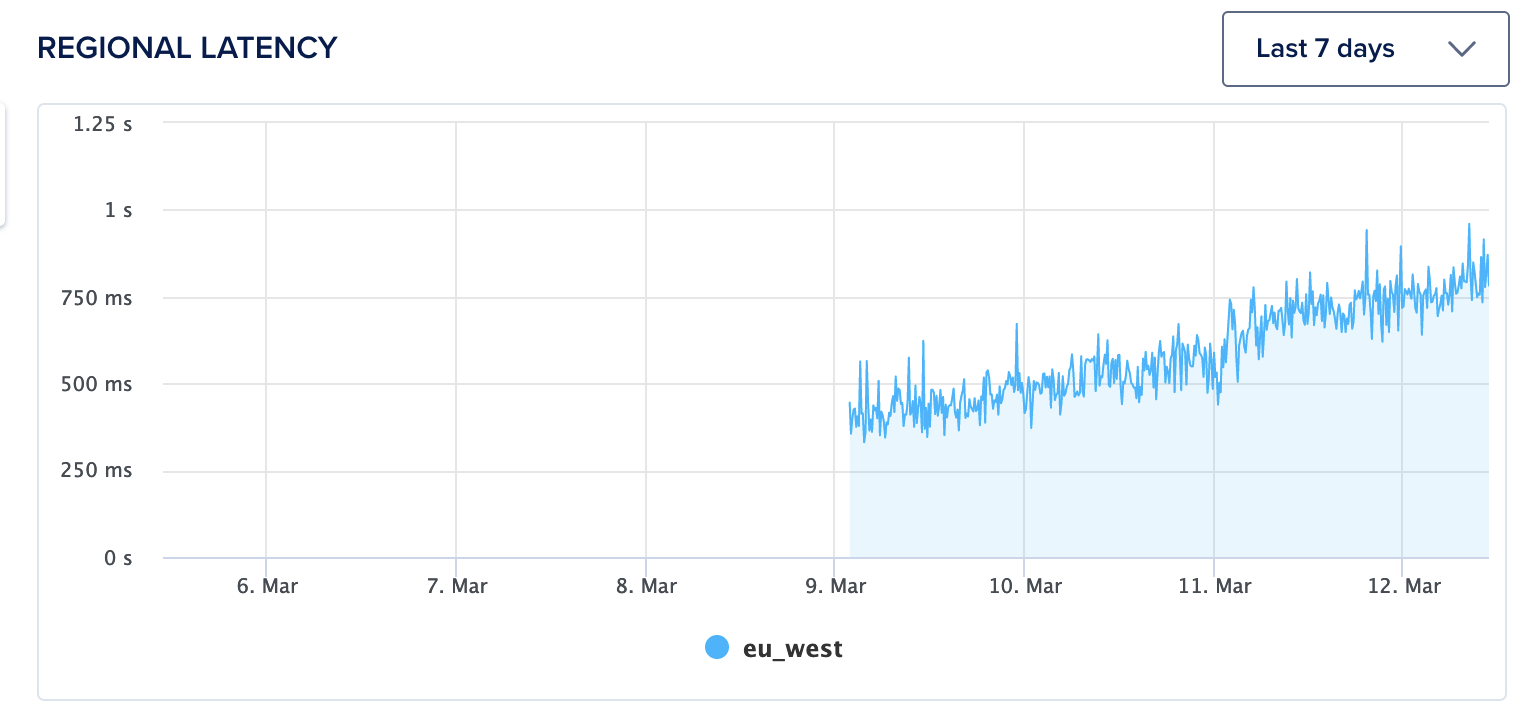 REGIONAL LATENCY
Last 7 days
1.25 s
1 s
750 ms
500 ms
250 ms
0 s
6. Mar
7. Mar
8. Mar
9. Mar
10. Mar
11. Mar
12. Mar
eu_west